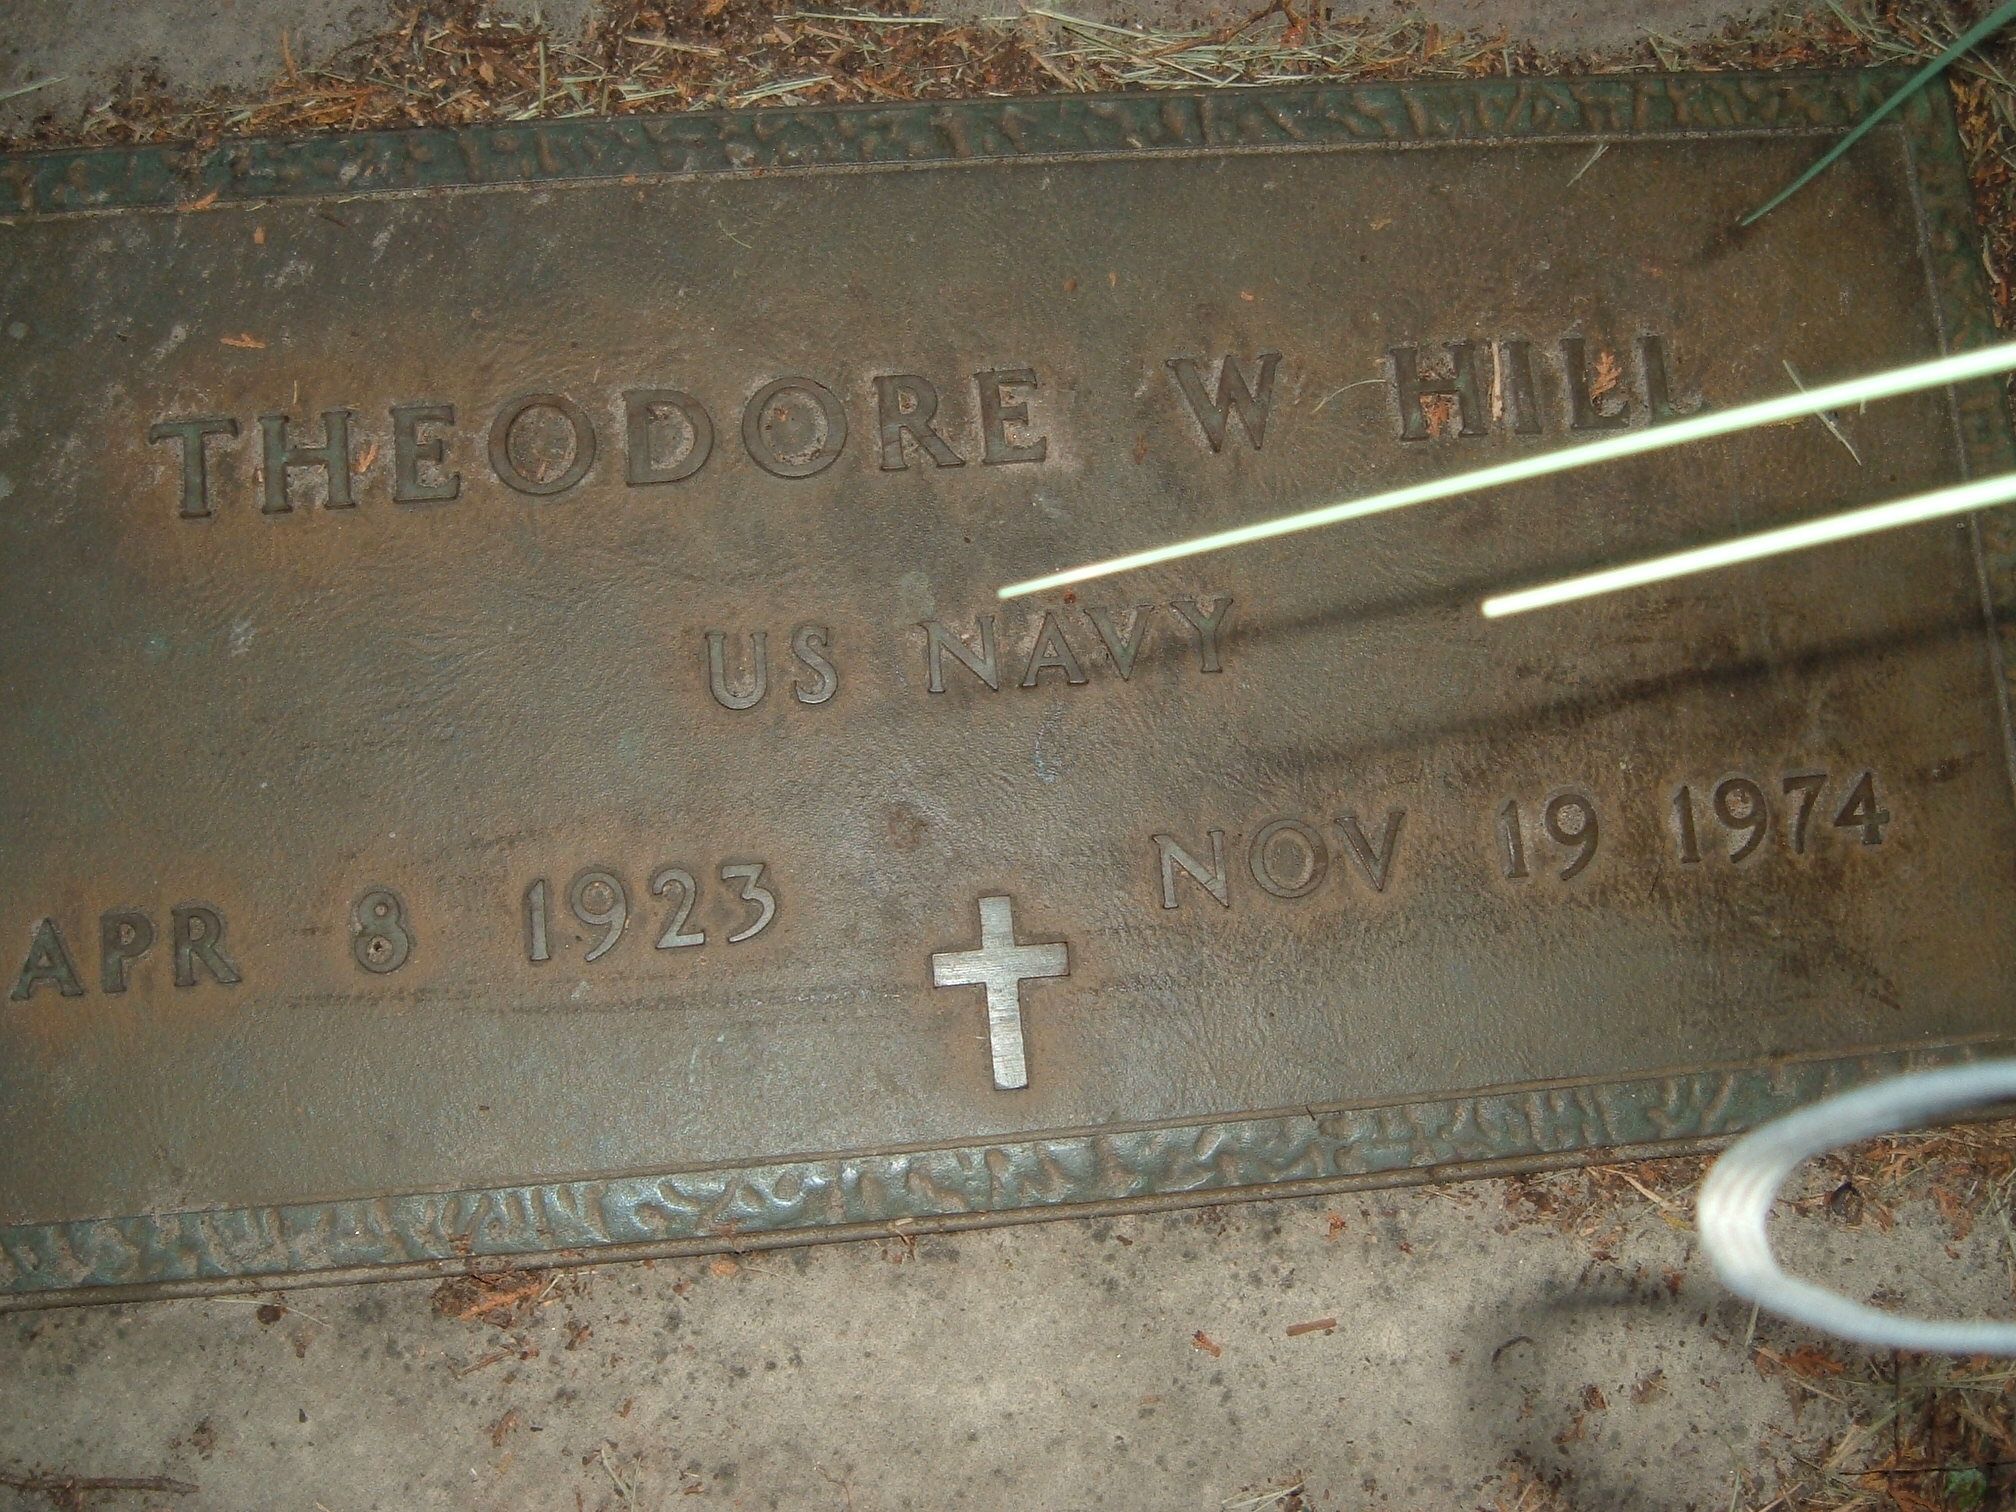 THEODORE W HILL
US NAVY
APR 8 1923 NOV 19 1974